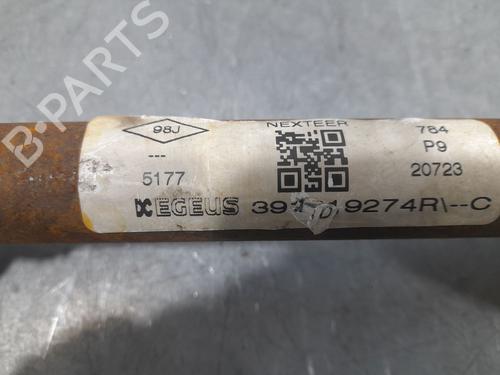 B-PARTS
98J
NEXTEER
784
---
P9
5177
20723
EGEUS 9274R\--C
D